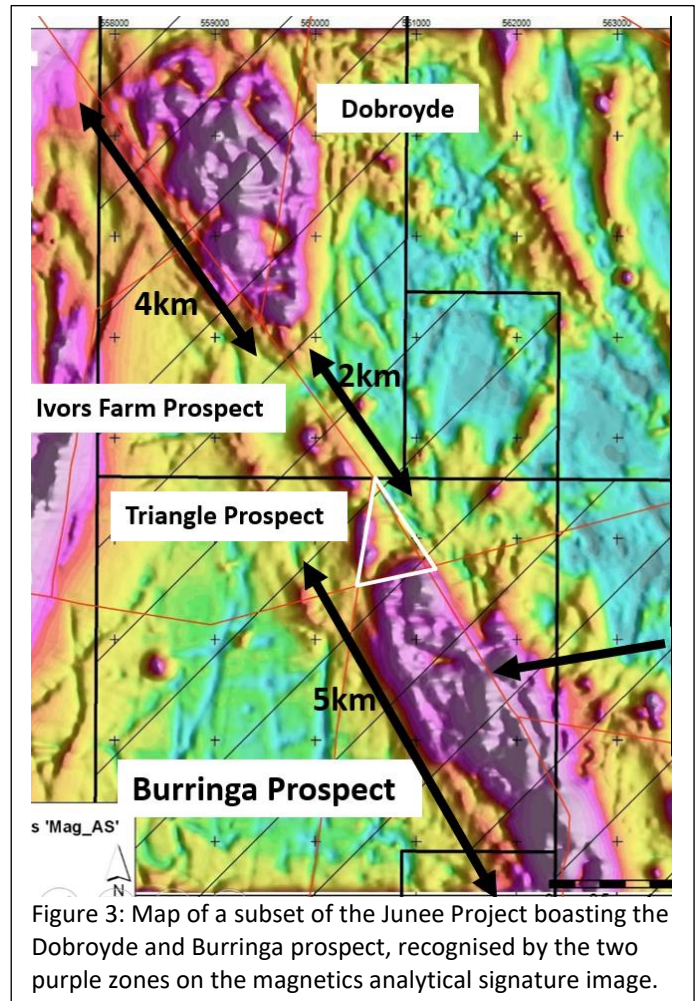 558000 559000 560000 561000 562000 563000
Dobroyde
4km
2km
Ivors Farm Prospect
Triangle Prospect
5km
Burringa Prospect
s 'Mag_AS'
N
Figure 3: Map of a subset of the Junee Project boasting the
Dobroyde and Burringa prospect, recognised by the two
purple zones on the magnetics analytical signature image.